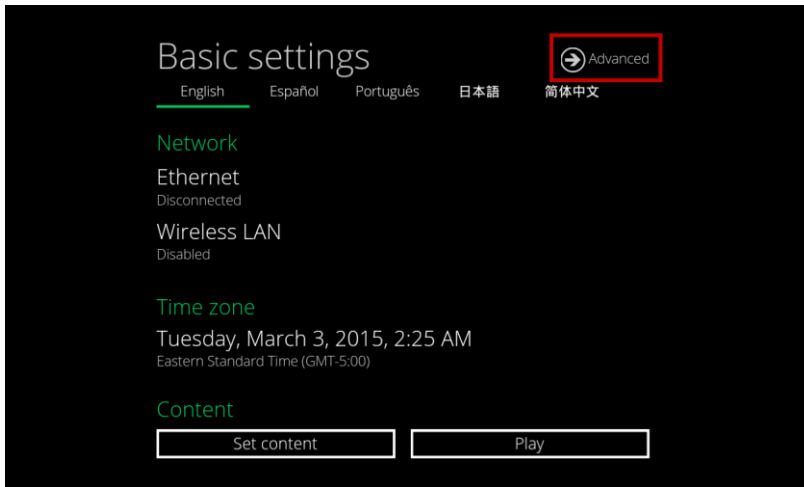 Basic settings
Advanced
English Español Português 日本語 简体中文
Network
Ethernet
Disconnected
Wireless LAN
Disabled
Time zone
Tuesday, March 3, 2015, 2:25 AM
Eastern Standard Time (GMT-5:00)
Content
Set content Play